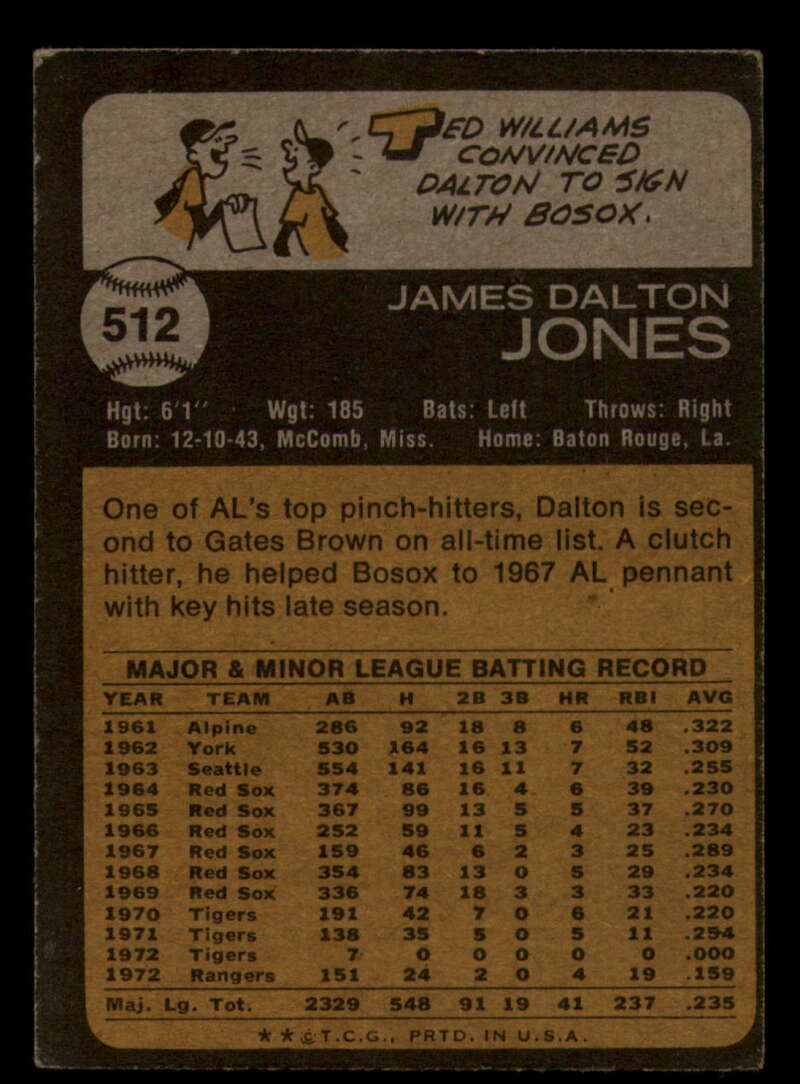 TED WILLIAMS
CONVINCED
DALTON TO SIGN
WITH BOSOX.
512
JAMES DALTON
JONES
Hgt: 6'1" Wgt: 185 Bats: Left Throws: Right
Born: 12-10-43, McComb, Miss. Home: Baton Rouge, La.
One of AL's top pinch-hitters, Dalton is sec-
ond to Gates Brown on all-time list. A clutch
hitter, he helped Bosox to 1967 AL pennant
with key hits late season.
MAJOR & MINOR LEAGUE BATTING RECORD
YEAR TEAM AB H 2B 3B HR RBI AVG
1961 Alpine 286 92 18 8 6 48 .322
1962 York 530 164 16 13 7 52 .309
1963 Seattle 554 141 16 11 7 32 .255
1964 Red Sox 374 86 16 4 6 39 .230
1965 Red Sox 367 99 13 5 5 37 .270
1966 Red Sox 252 59 11 5 4 23 .234
1967 Red Sox 159 46 6 2 3 25 .289
1968 Red Sox 354 83 13 0 5 29 .234
1969 Red Sox 336 74 18 3 3 33 .220
1970 Tigers 191 42 7 0 6 21 .220
1971 Tigers 138 35 5 0 5 11 .254
1972 Tigers 7 0 0 0 0 0 .000
1972 Rangers 151 24 2 0 4 19 .159
Maj. Lg. Tot. 2329 548 91 19 41 237 .235
* * © T.C.G., PRTD. IN U.S.A.